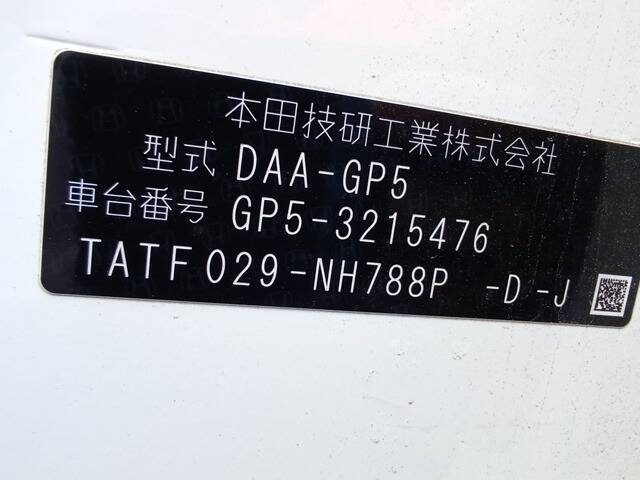 本田技研工業株式会社
型式 DAA-GP5
車台番号 GP5-3215476
TATF029-NH788P -D-J